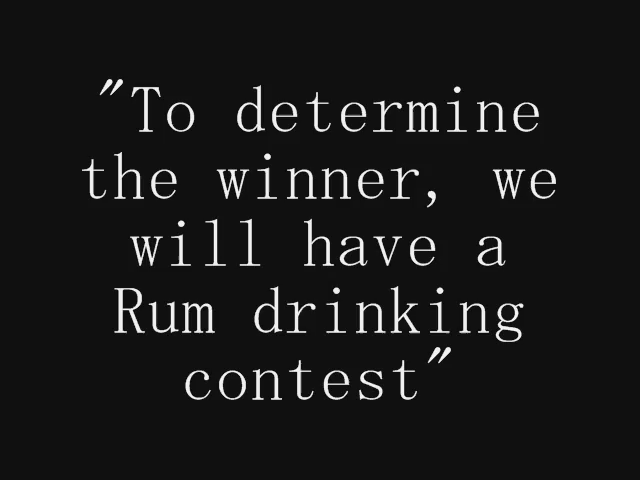 "To determine
the winner, we
will have a
Rum drinking
contest"